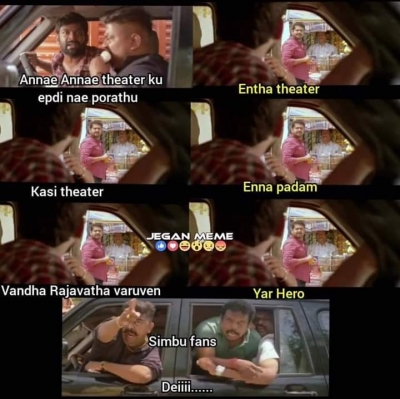 Annae Annae theater ku
epdi nae porathu
Entha theater
Kasi theater
Enna padam
JEGAN MEME
Vandha Rajavatha varuven
Yar Hero
Simbu fans
Deiiii......